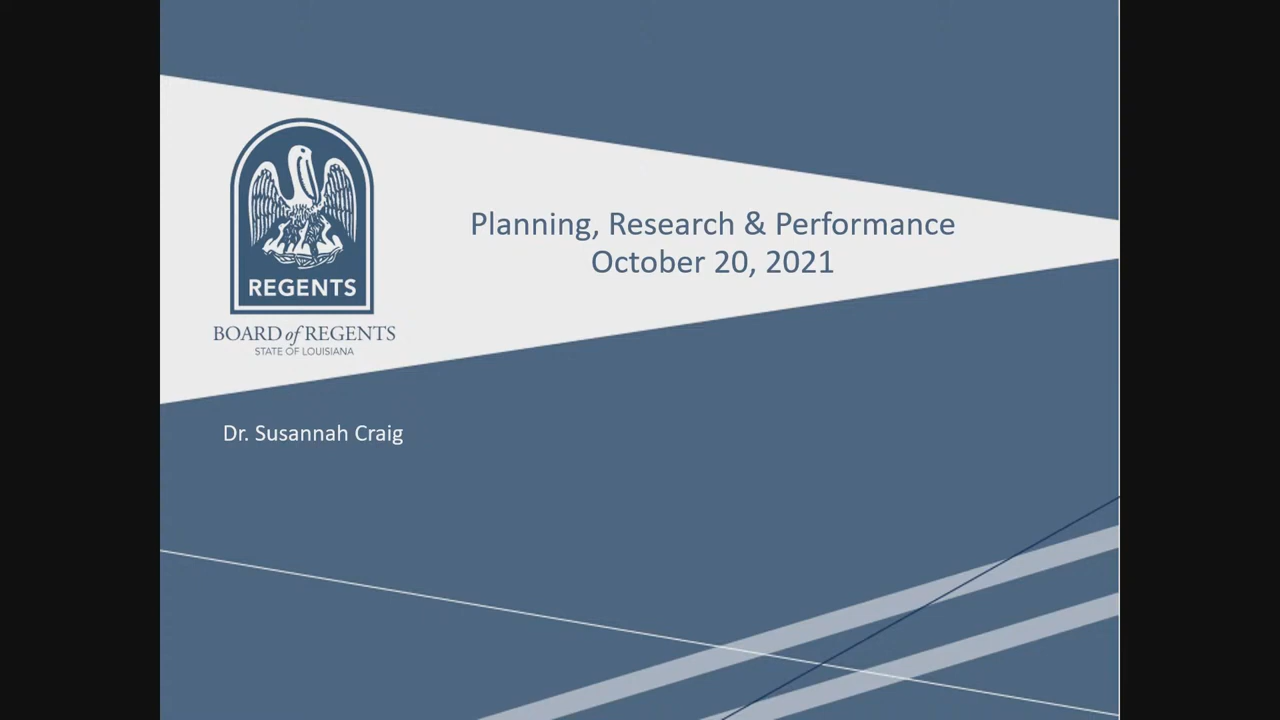 Planning, Research & Performance
October 20, 2021
REGENTS
BOARD of REGENTS
STATE OF LOUISIANA
Dr. Susannah Craig